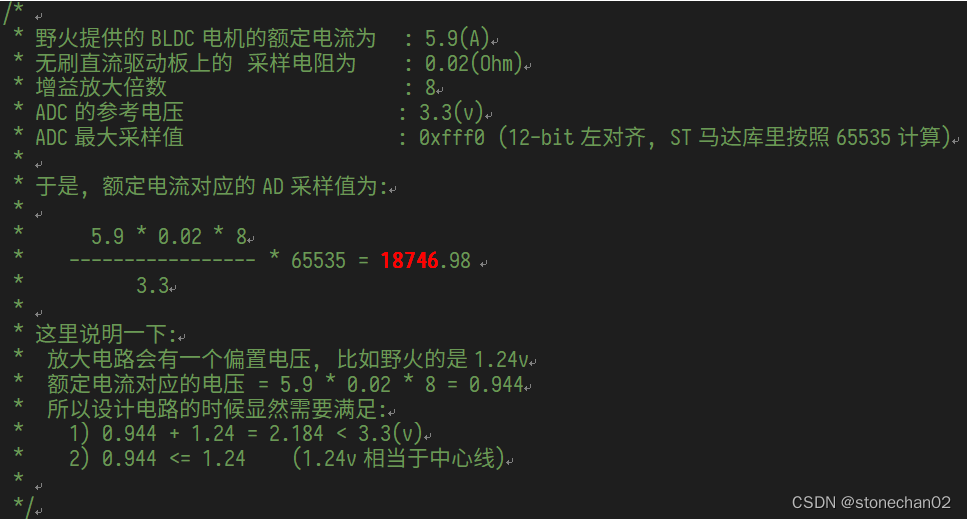 /*
* 野火提供的 BLDC 电机的额定电流为 : 5.9(A)
* 无刷直流驱动板上的 采样电阻为 : 0.02(Ohm)
* 增益放大倍数 : 8
* ADC 的参考电压 : 3.3(v)
* ADC 最大采样值 : 0xfff0 (12-bit 左对齐，ST 马达库里按照 65535 计算)
*
* 于是，额定电流对应的 AD 采样值为:
*
* 5.9 * 0.02 * 8
* ----------------- * 65535 = 18746.98
* 3.3
*
* 这里说明一下:
* 放大电路会有一个偏置电压，比如野火的是 1.24v
* 额定电流对应的电压 = 5.9 * 0.02 * 8 = 0.944
* 所以设计电路的时候显然需要满足:
* 1) 0.944 + 1.24 = 2.184 < 3.3(v)
* 2) 0.944 <= 1.24 (1.24v 相当于中心线)
*
*/
CSDN @stonechan02